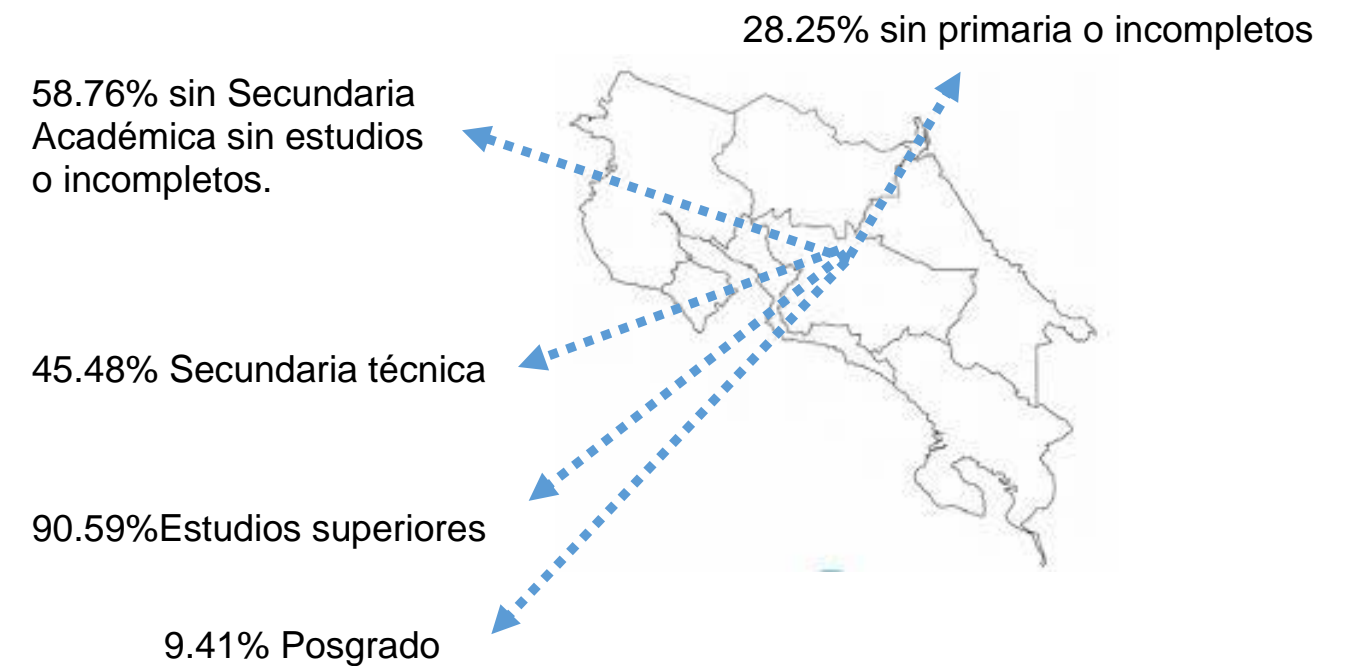 28.25% sin primaria o incompletos
58.76% sin Secundaria
Académica sin estudios
o incompletos.
45.48% Secundaria técnica
90.59%Estudios superiores
9.41% Posgrado